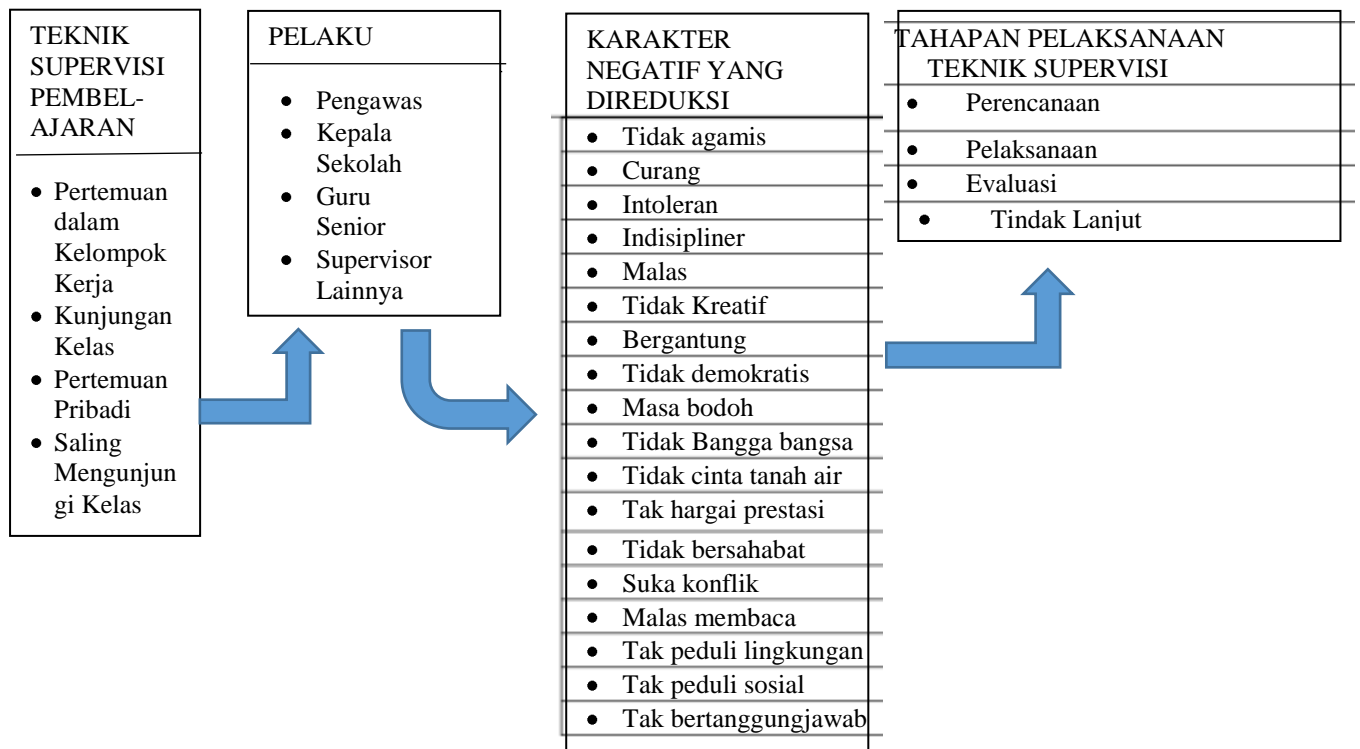 TEKNIK
SUPERVISI
PEMBEL-
AJARAN
• Pertemuan
dalam
Kelompok
Kerja
• Kunjungan
Kelas
• Pertemuan
Pribadi
• Saling
Mengunjun
gi Kelas
PELAKU
• Pengawas
• Kepala
Sekolah
• Guru
Senior
• Supervisor
Lainnya
KARAKTER
NEGATIF YANG
DIREDUKSI
• Tidak agamis
• Curang
• Intoleran
• Indisipliner
• Malas
• Tidak Kreatif
• Bergantung
• Tidak demokratis
• Masa bodoh
• Tidak Bangga bangsa
• Tidak cinta tanah air
• Tak hargai prestasi
• Tidak bersahabat
• Suka konflik
• Malas membaca
• Tak peduli lingkungan
• Tak peduli sosial
• Tak bertanggungjawab
TAHAPAN PELAKSANAAN
TEKNIK SUPERVISI
• Perencanaan
• Pelaksanaan
• Evaluasi
• Tindak Lanjut